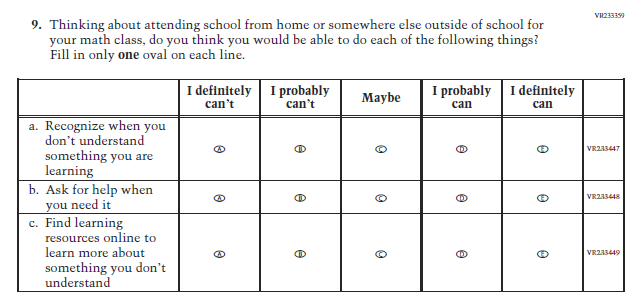 VR233359
9. Thinking about attending school from home or somewhere else outside of school for
your math class, do you think you would be able to do each of the following things?
Fill in only one oval on each line.
I definitely can't
I probably can't
Maybe
I probably can
I definitely can
a. Recognize when you
don't understand
something you are
learning
A B C D E VR233447
b. Ask for help when
you need it
A B C D E VR233448
c. Find learning
resources online to
learn more about
something you don't
understand
A B C D E VR233449